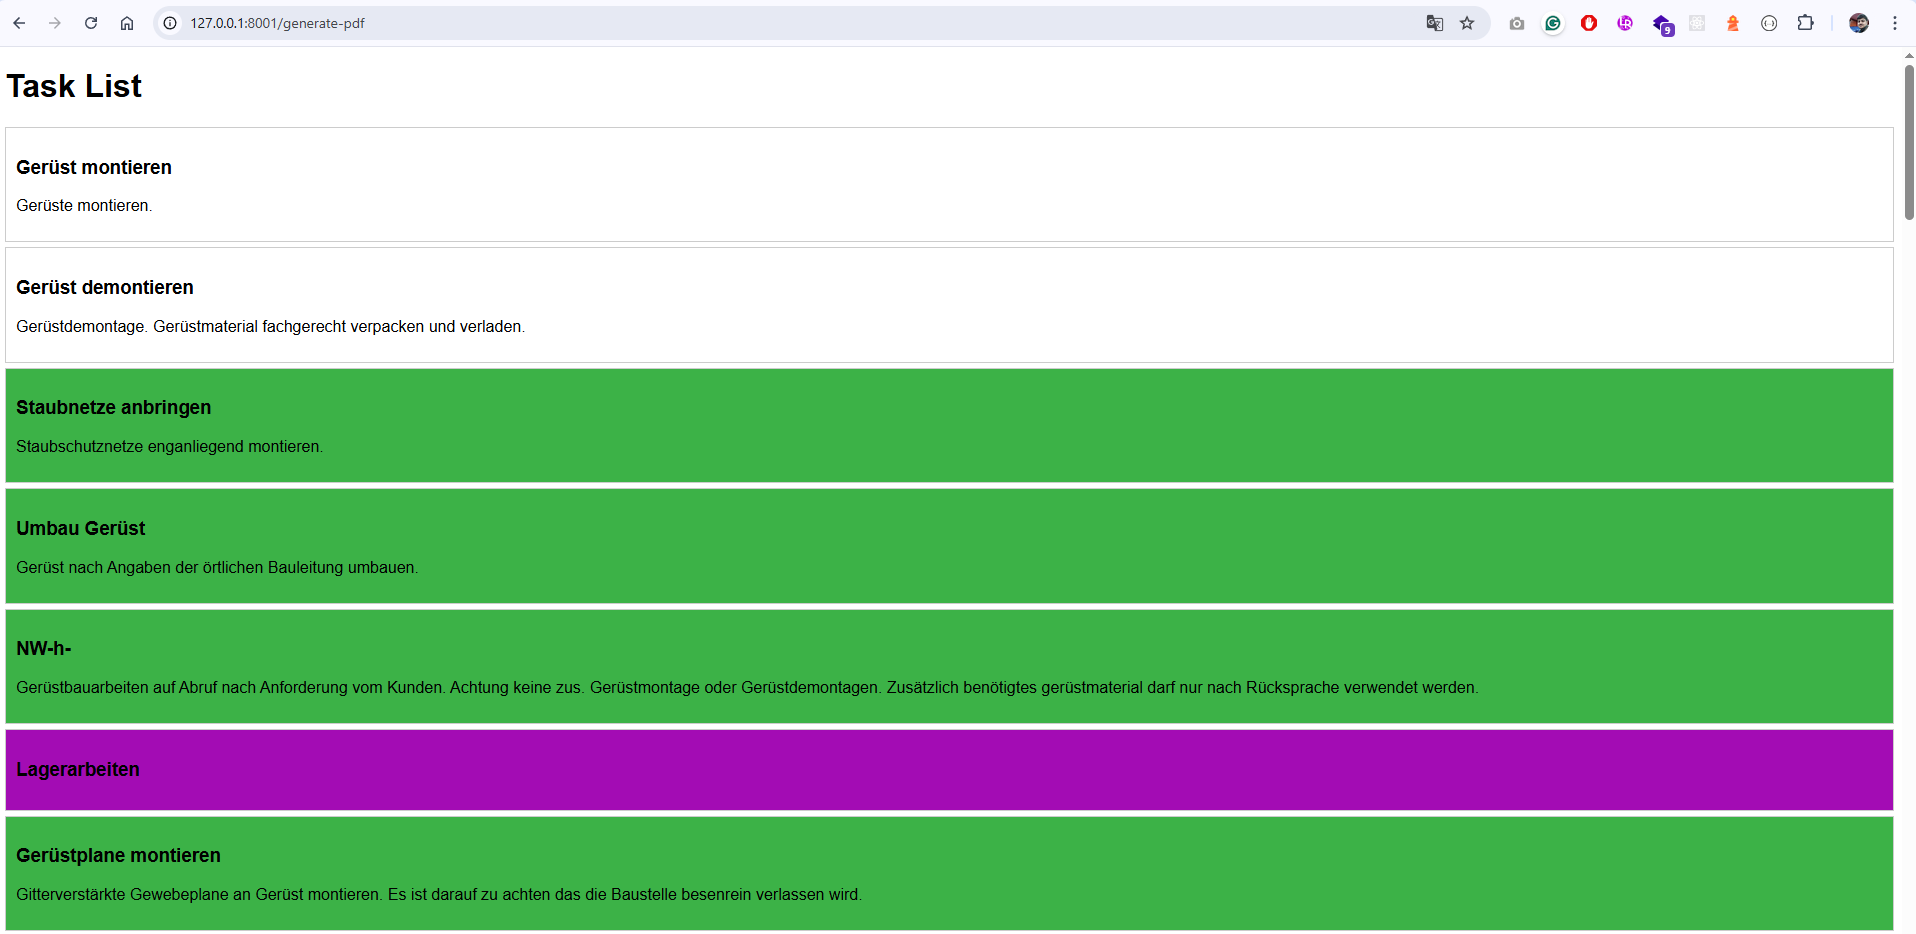 127.0.0.1:8001/generate-pdf
9
Task List
Gerüst montieren
Gerüste montieren.
Gerüst demontieren
Gerüstdemontage. Gerüstmaterial fachgerecht verpacken und verladen.
Staubnetze anbringen
Staubschutznetze enganliegend montieren.
Umbau Gerüst
Gerüst nach Angaben der örtlichen Bauleitung umbauen.
NW-h-
Gerüstbauarbeiten auf Abruf nach Anforderung vom Kunden. Achtung keine zus. Gerüstmontage oder Gerüstdemontagen. Zusätzlich benötigtes gerüstmaterial darf nur nach Rücksprache verwendet werden.
Lagerarbeiten
Gerüstplane montieren
Gitterverstärkte Gewebeplane an Gerüst montieren. Es ist darauf zu achten das die Baustelle besenrein verlassen wird.